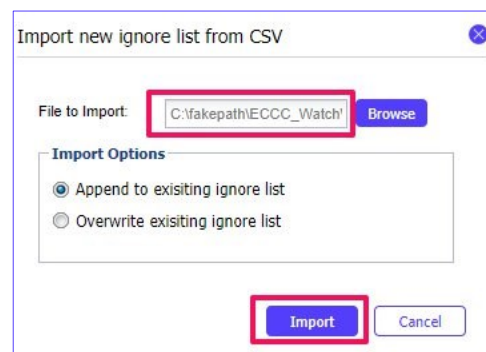 Import new ignore list from CSV
File to Import: C:\fakepath\ECCC_Watch Browse
Import Options
Append to exisiting ignore list
Overwrite exisiting ignore list
Import Cancel